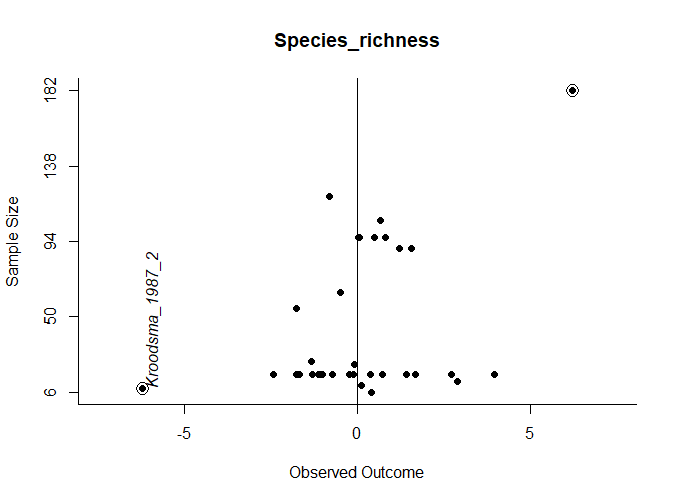 Species_richness
Sample Size
182
138
94
50
6
Kroodsma_1987_2
-5
0
5
Observed Outcome